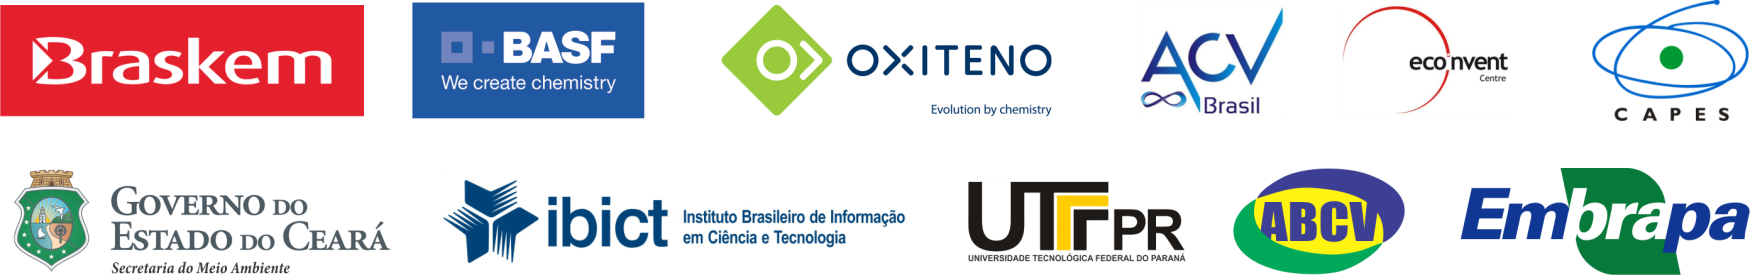 Braskem
BASF
We create chemistry
OXITENO
Evolution by chemistry
ACV
Brasil
ecoinvent
Centre
CAPES
GOVERNO DO
ESTADO DO CEARÁ
Secretaria do Meio Ambiente
ibict
Instituto Brasileiro de Informação
em Ciência e Tecnologia
UTFPR
UNIVERSIDADE TECNOLÓGICA FEDERAL DO PARANÁ
ABCV
Embrapa